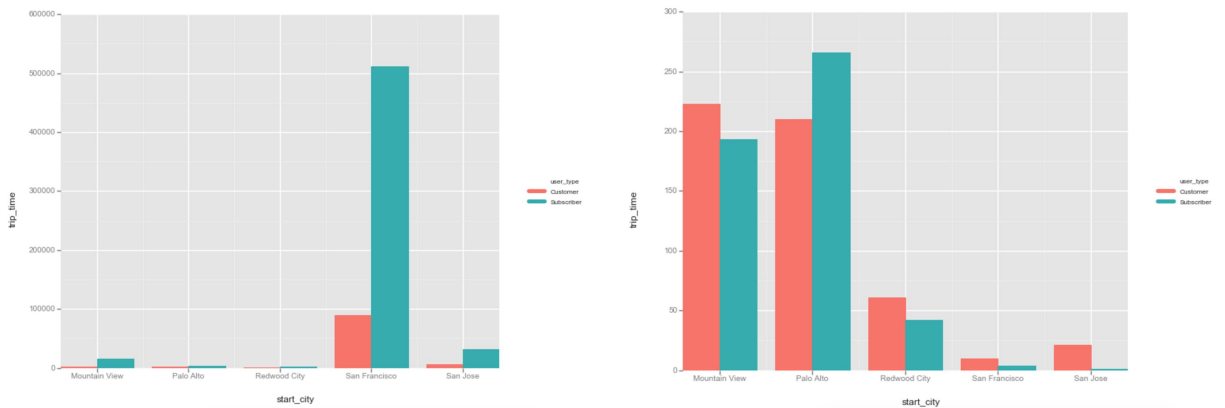 600000
500000
400000
300000
200000
100000
0
trip_time
Mountain View Palo Alto Redwood City San Francisco San Jose
start_city
user_type
Customer
Subscriber
300
250
200
150
100
50
0
trip_time
Mountain View Palo Alto Redwood City San Francisco San Jose
start_city
user_type
Customer
Subscriber